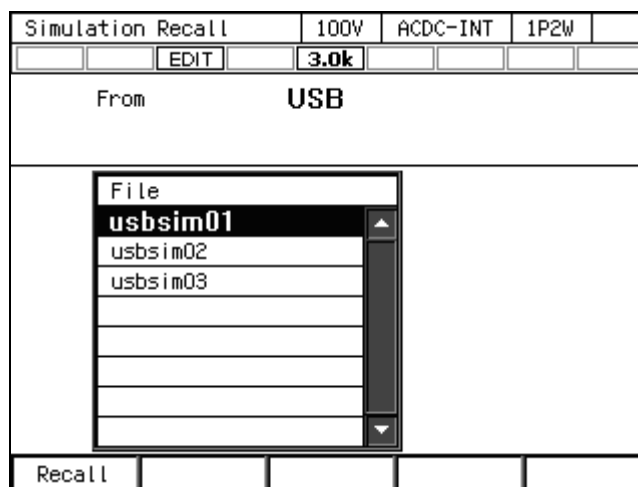 Simulation Recall 100V ACDC-INT 1P2W
EDIT 3.0k
From USB
File
usbsim01
usbsim02
usbsim03
Recall